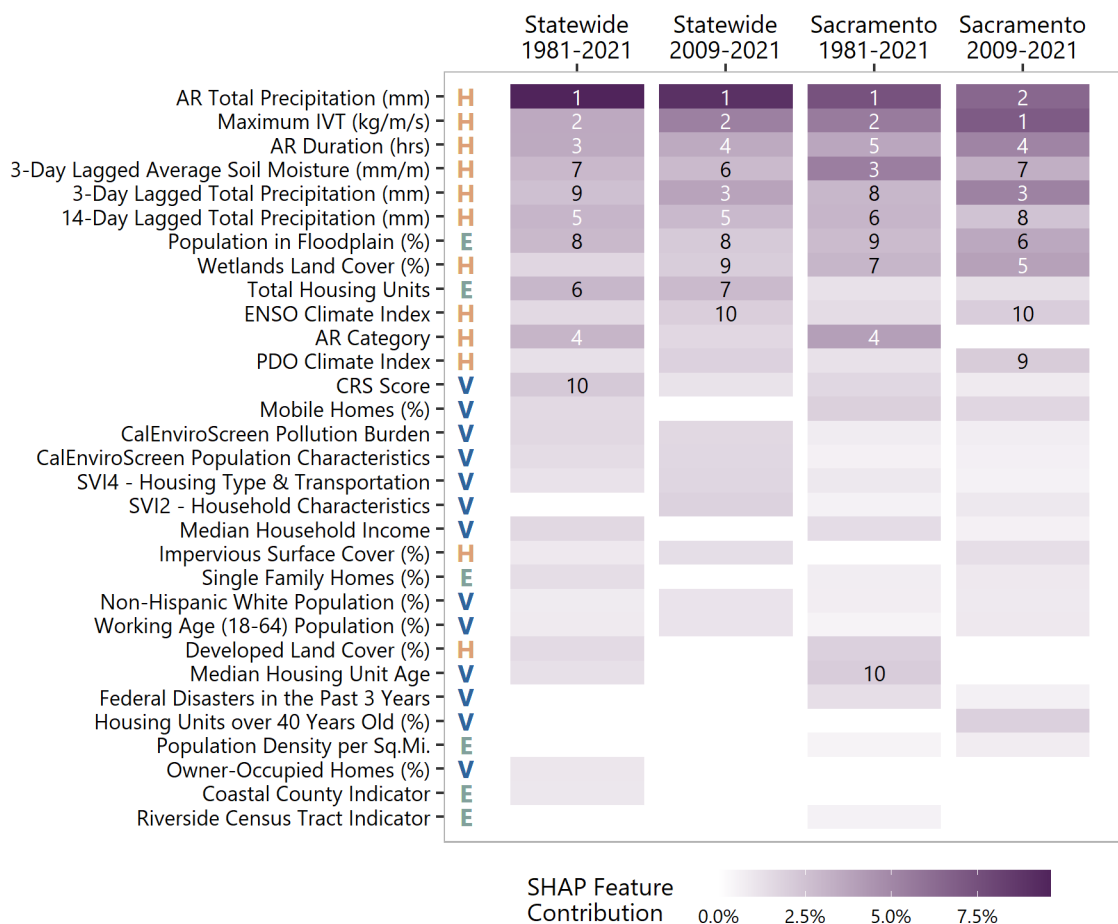 Statewide Statewide Sacramento Sacramento
1981-2021 2009-2021 1981-2021 2009-2021
AR Total Precipitation (mm) H 1 1 1 2
Maximum IVT (kg/m/s) H 2 2 2 1
AR Duration (hrs) H 3 4 5 4
3-Day Lagged Average Soil Moisture (mm/m) H 7 6 3 7
3-Day Lagged Total Precipitation (mm) H 9 3 8 3
14-Day Lagged Total Precipitation (mm) H 5 5 6 8
Population in Floodplain (%) E 8 8 9 6
Wetlands Land Cover (%) H 9 7 5
Total Housing Units E 6 7
ENSO Climate Index H 10 10
AR Category H 4 4
PDO Climate Index H 9
CRS Score V 10
Mobile Homes (%) V
CalEnviroScreen Pollution Burden V
CalEnviroScreen Population Characteristics V
SVI4 - Housing Type & Transportation V
SVI2 - Household Characteristics V
Median Household Income V
Impervious Surface Cover (%) H
Single Family Homes (%) E
Non-Hispanic White Population (%) V
Working Age (18-64) Population (%) V
Developed Land Cover (%) H
Median Housing Unit Age V 10
Federal Disasters in the Past 3 Years V
Housing Units over 40 Years Old (%) V
Population Density per Sq.Mi. E
Owner-Occupied Homes (%) V
Coastal County Indicator E
Riverside Census Tract Indicator E
SHAP Feature
Contribution 0.0% 2.5% 5.0% 7.5%